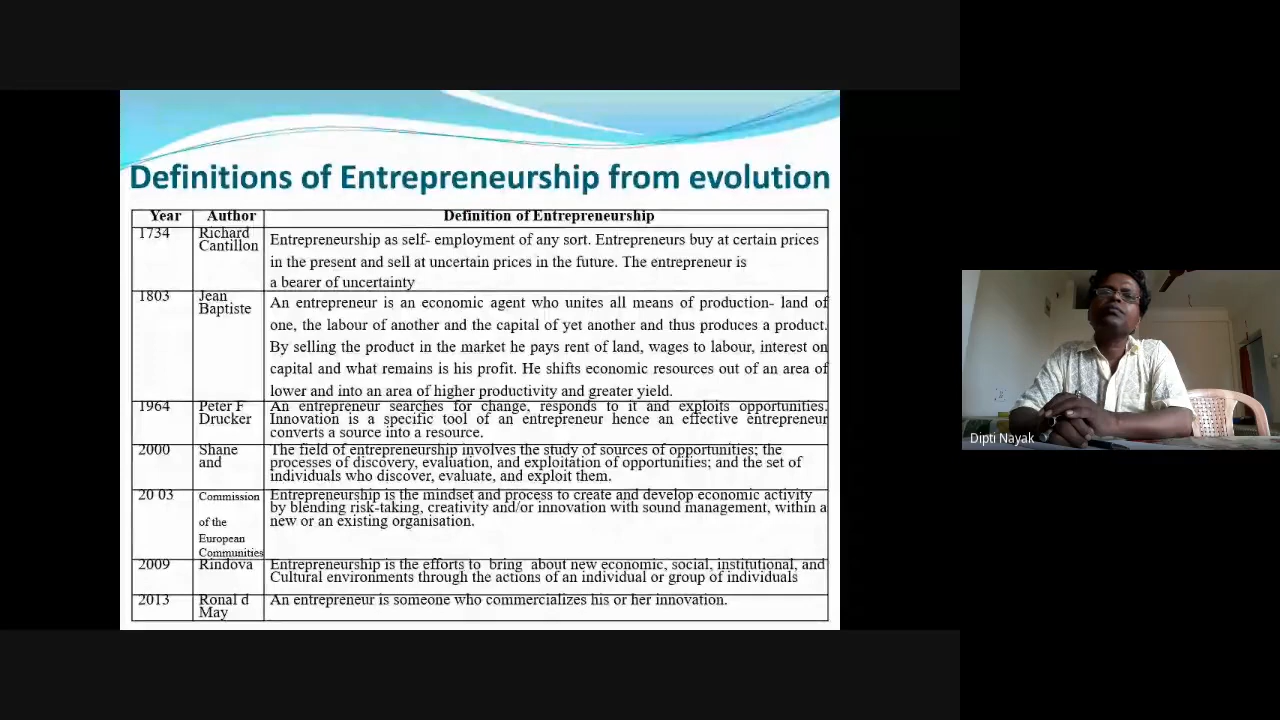 Definitions of Entrepreneurship from evolution
Year Author Definition of Entrepreneurship
1734 Richard
Cantillon
Entrepreneurship as self- employment of any sort. Entrepreneurs buy at certain prices
in the present and sell at uncertain prices in the future. The entrepreneur is
a bearer of uncertainty
1803 Jean
Baptiste
An entrepreneur is an economic agent who unites all means of production- land of
one, the labour of another and the capital of yet another and thus produces a product.
By selling the product in the market he pays rent of land, wages to labour, interest on
capital and what remains is his profit. He shifts economic resources out of an area of
lower and into an area of higher productivity and greater yield.
1964 Peter F
Drucker
An entrepreneur searches for change, responds to it and exploits opportunities.
Innovation is a specific tool of an entrepreneur hence an effective entrepreneur
converts a source into a resource.
2000 Shane
and
The field of entrepreneurship involves the study of sources of opportunities; the
processes of discovery, evaluation, and exploitation of opportunities; and the set of
individuals who discover, evaluate, and exploit them.
20 03 Commission
of the
European
Communities
Entrepreneurship is the mindset and process to create and develop economic activity
by blending risk-taking, creativity and/or innovation with sound management, within a
new or an existing organisation.
2009 Rindova
Entrepreneurship is the efforts to bring about new economic, social, institutional, and
Cultural environments through the actions of an individual or group of individuals
2013 Ronal d
May
An entrepreneur is someone who commercializes his or her innovation.
Dipti Nayak